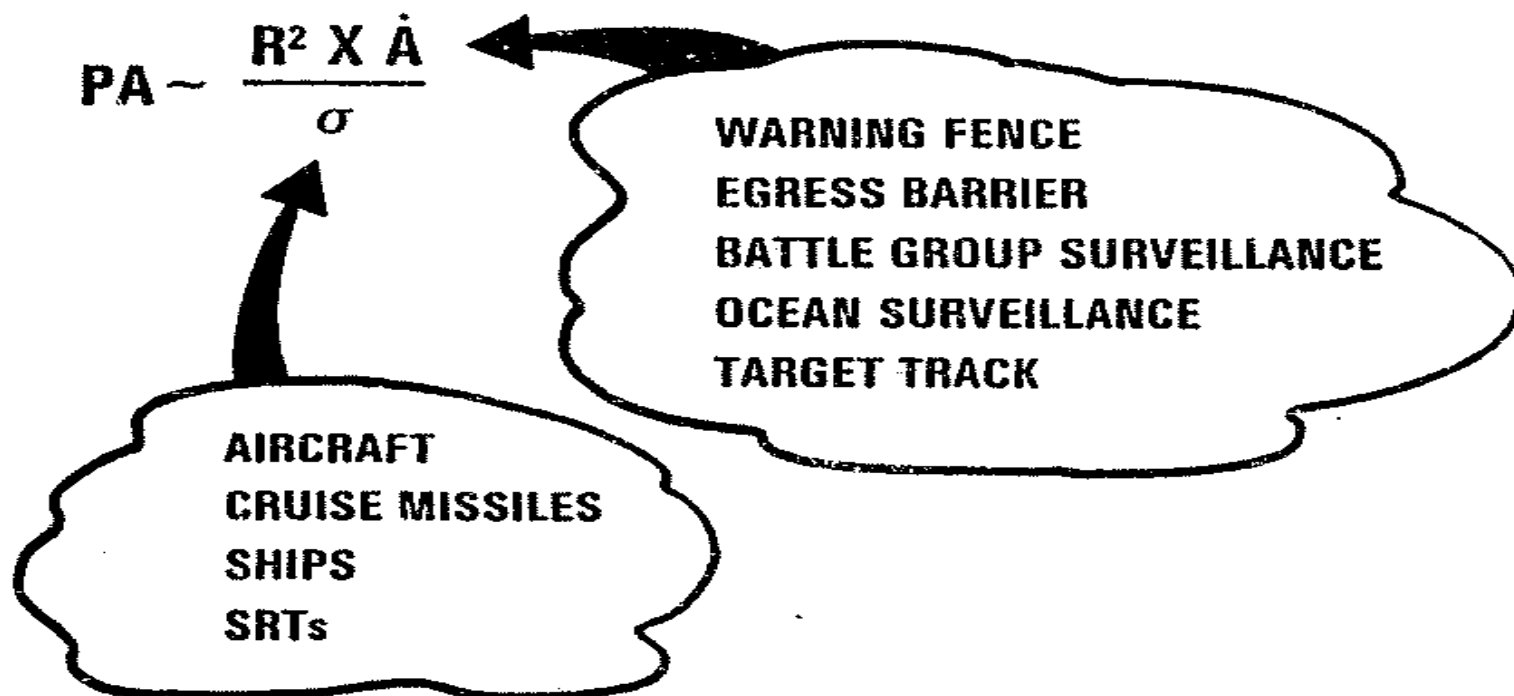 PA ~ R² X Ȧ
σ
WARNING FENCE
EGRESS BARRIER
BATTLE GROUP SURVEILLANCE
OCEAN SURVEILLANCE
TARGET TRACK
AIRCRAFT
CRUISE MISSILES
SHIPS
SRTs